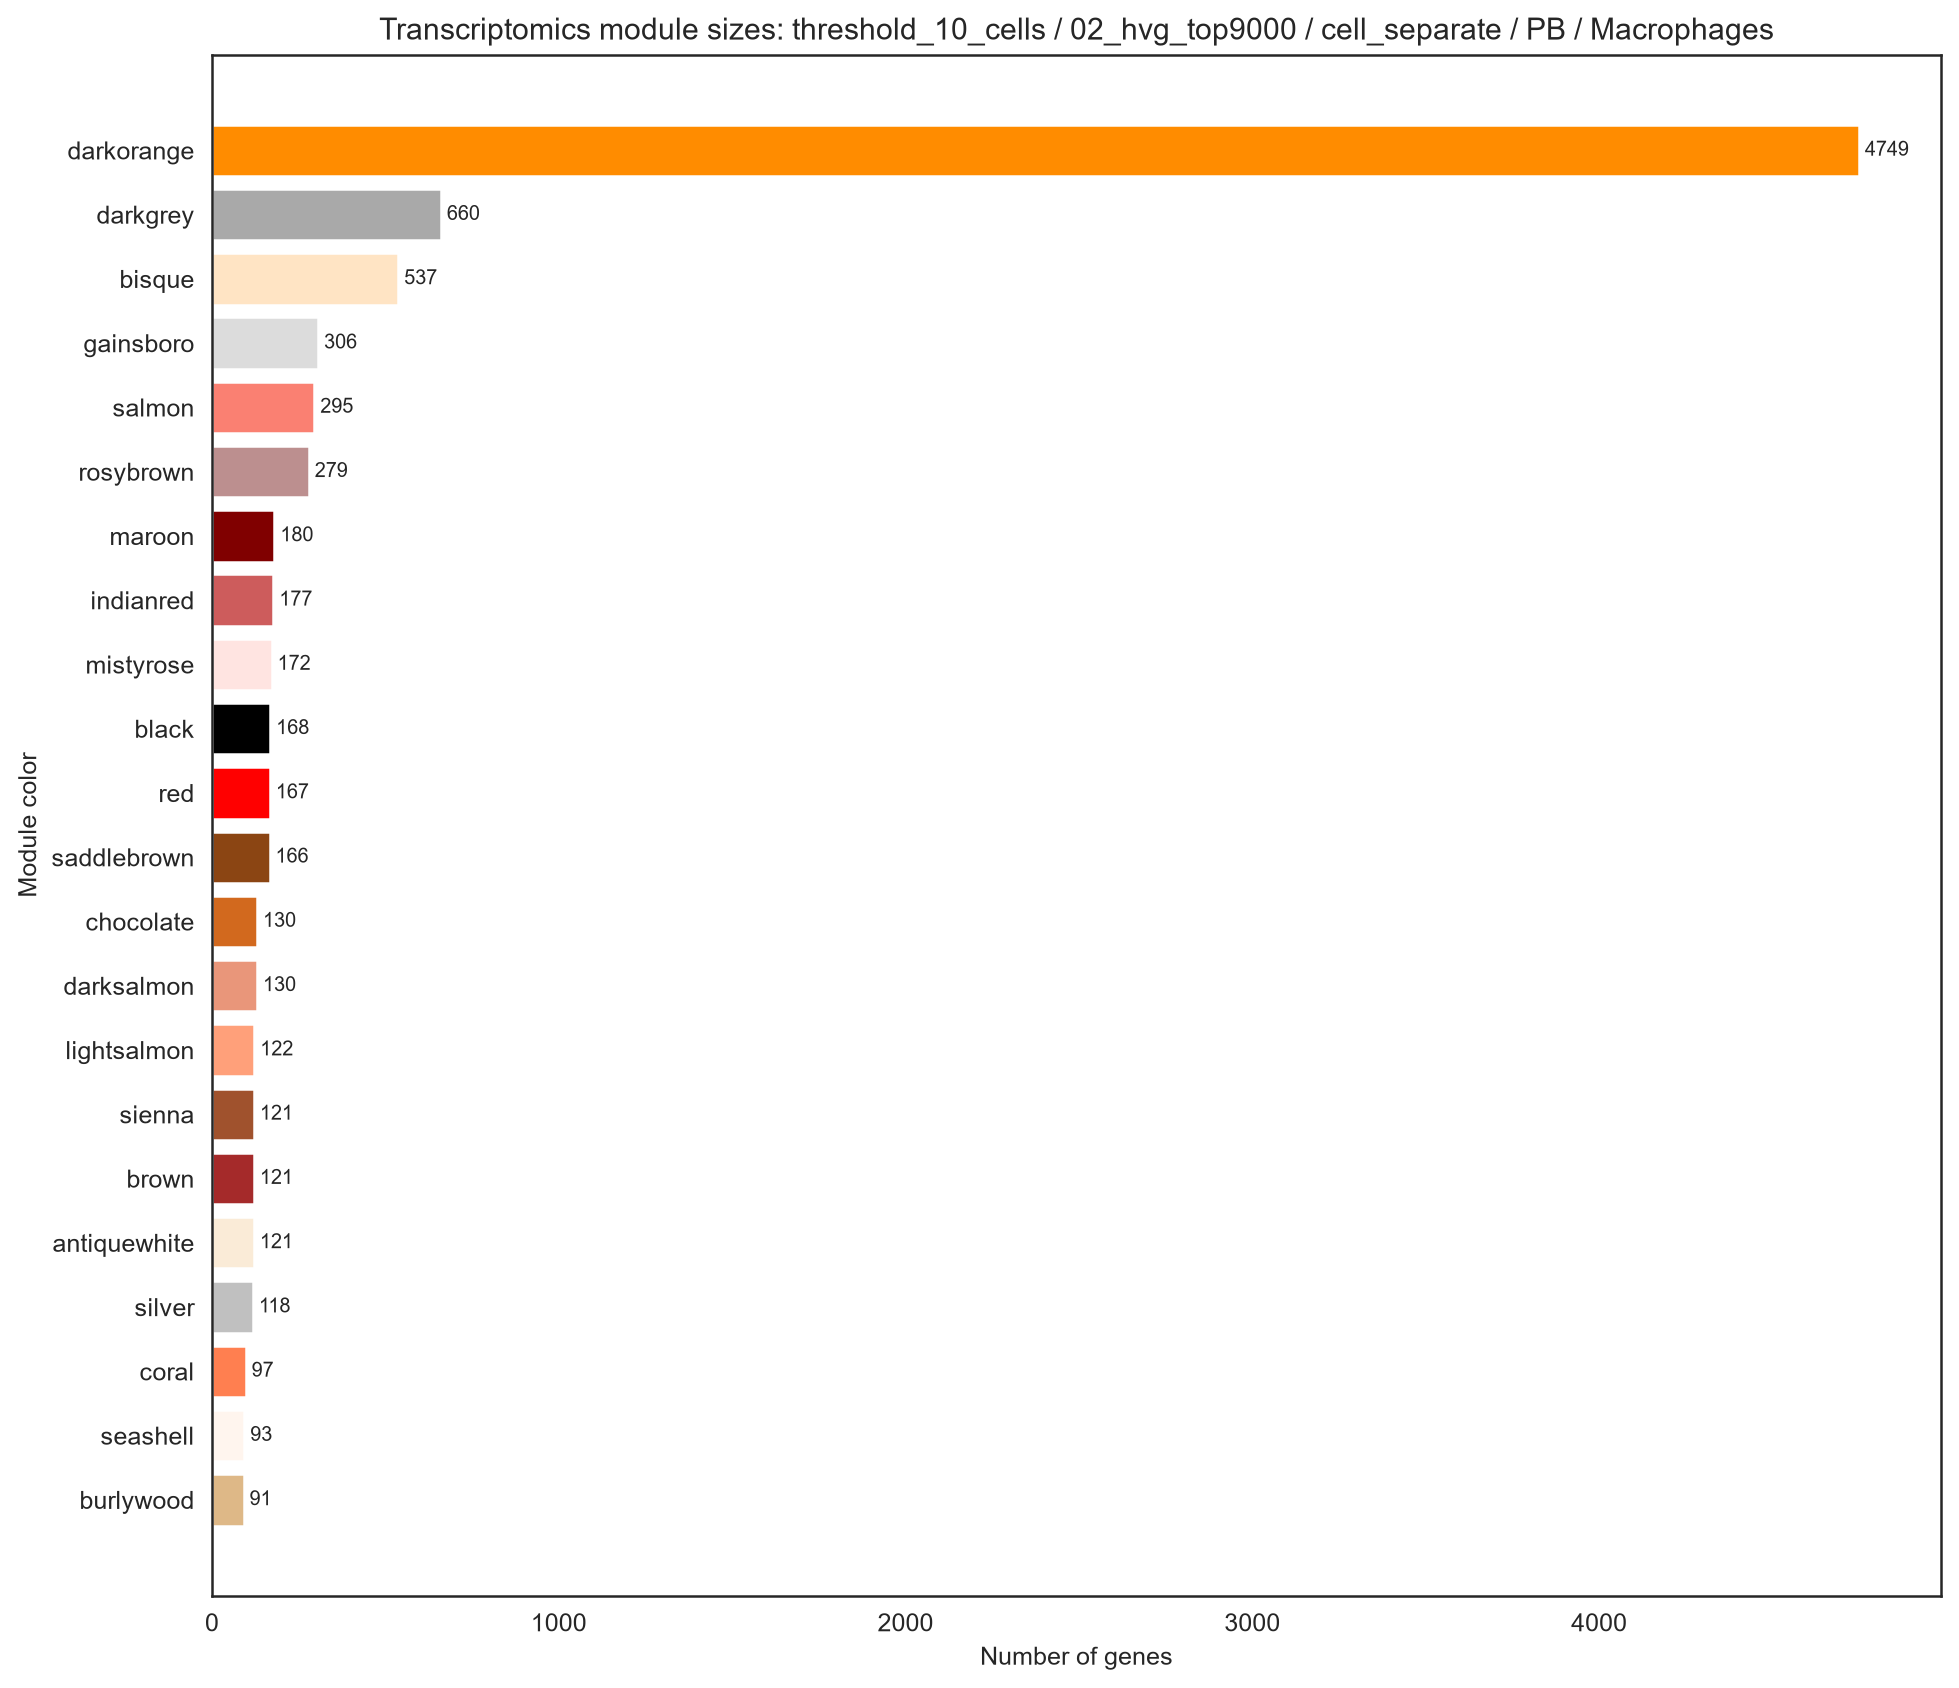 Transcriptomics module sizes: threshold_10_cells / 02_hvg_top9000 / cell_separate / PB / Macrophages
Module color
darkorange 4749
darkgrey 660
bisque 537
gainsboro 306
salmon 295
rosybrown 279
maroon 180
indianred 177
mistyrose 172
black 168
red 167
saddlebrown 166
chocolate 130
darksalmon 130
lightsalmon 122
sienna 121
brown 121
antiquewhite 121
silver 118
coral 97
seashell 93
burlywood 91
0 1000 2000 3000 4000
Number of genes